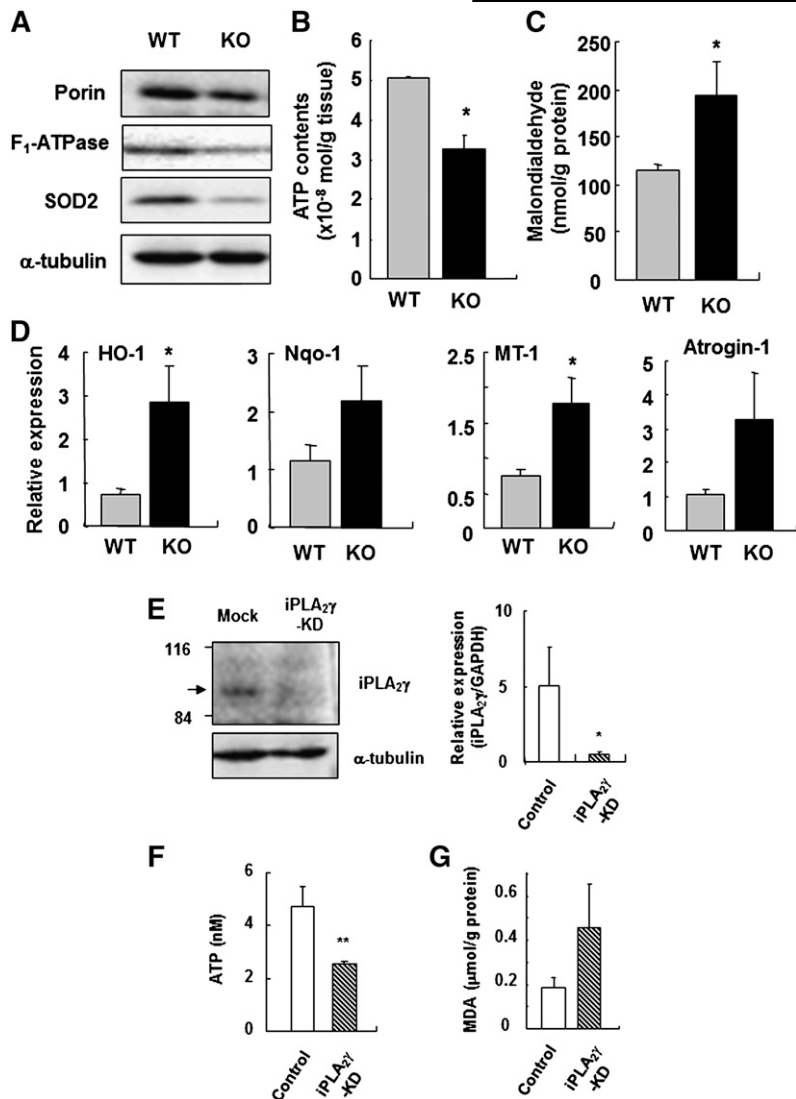 A
WT KO
Porin
F₁-ATPase
SOD2
α-tubulin
B
ATP contents
(x10⁻⁸ mol/g tissue)
6
5
4
3
2
1
0
*
WT KO
C
Malondialdehyde
(nmol/g protein)
250
200
150
100
50
0
*
WT KO
D
Relative expression
HO-1
*
4
3
2
1
0
WT KO
Nqo-1
3
2
1
0
WT KO
MT-1
*
2.5
1.5
0.5
0
WT KO
Atrogin-1
5
4
3
2
1
0
WT KO
E
Mock iPLA₂γ
-KD
116
84
iPLA₂γ
α-tubulin
Relative expression
(iPLA₂γ/GAPDH)
10
5
0
*
Control
iPLA₂γ
-KD
F
ATP (nM)
6
4
2
0
**
Control
iPLA₂γ
-KD
G
MDA (μmol/g protein)
0.6
0.4
0.2
0
Control
iPLA₂γ
-KD